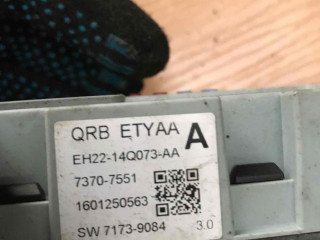 QRB ETYAA A
EH22-14Q073-AA
7370-7551
1601250563
SW 7173-9084 3.0